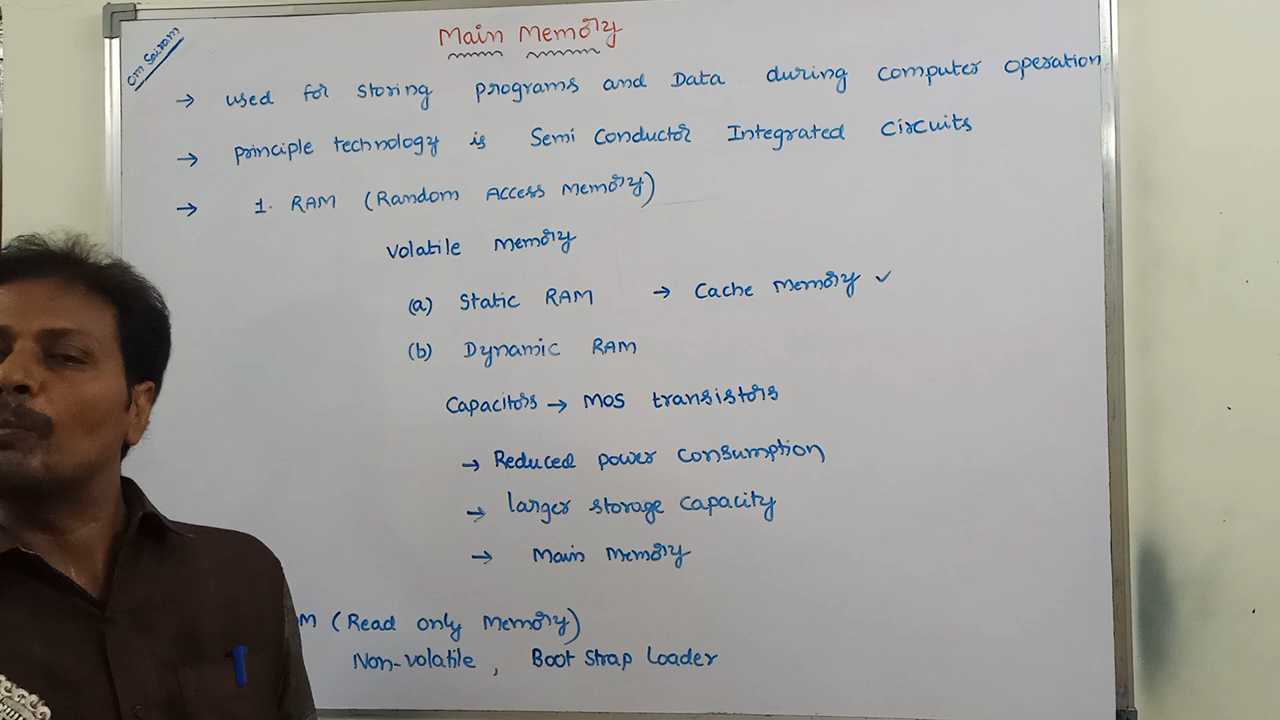 Om Sairam
Main Memory
→ used for storing programs and Data during computer operation
→ principle technology is Semi Conductor Integrated Circuits
→ 1. RAM (Random Access Memory)
Volatile Memory
(a) Static RAM → Cache Memory ✓
(b) Dynamic RAM
Capacitors → MOS transistors
→ Reduced power consumption
→ larger storage capacity
→ Main Memory
M (Read only Memory)
Non-volatile , Boot Strap Loader